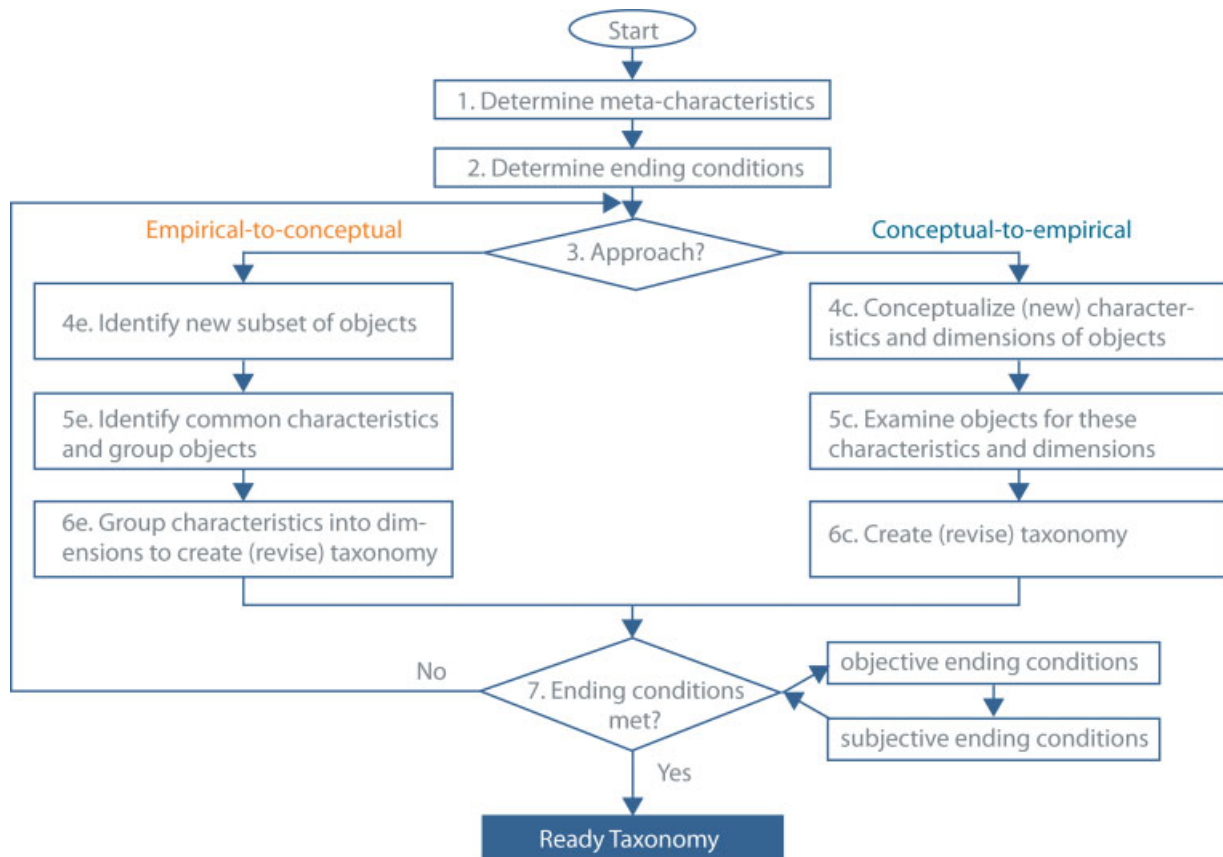 Start
1. Determine meta-characteristics
2. Determine ending conditions
Empirical-to-conceptual
Conceptual-to-empirical
3. Approach?
4e. Identify new subset of objects
4c. Conceptualize (new) character-
istics and dimensions of objects
5e. Identify common characteristics
and group objects
5c. Examine objects for these
characteristics and dimensions
6e. Group characteristics into dim-
ensions to create (revise) taxonomy
6c. Create (revise) taxonomy
No
7. Ending conditions
met?
objective ending conditions
subjective ending conditions
Yes
Ready Taxonomy